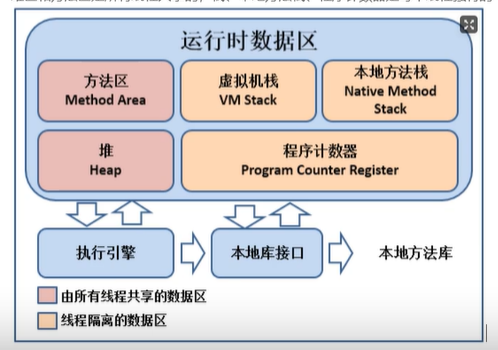 运行时数据区
方法区
Method Area
虚拟机栈
VM Stack
本地方法栈
Native Method
Stack
堆
Heap
程序计数器
Program Counter Register
执行引擎
本地库接口
本地方法库
由所有线程共享的数据区
线程隔离的数据区